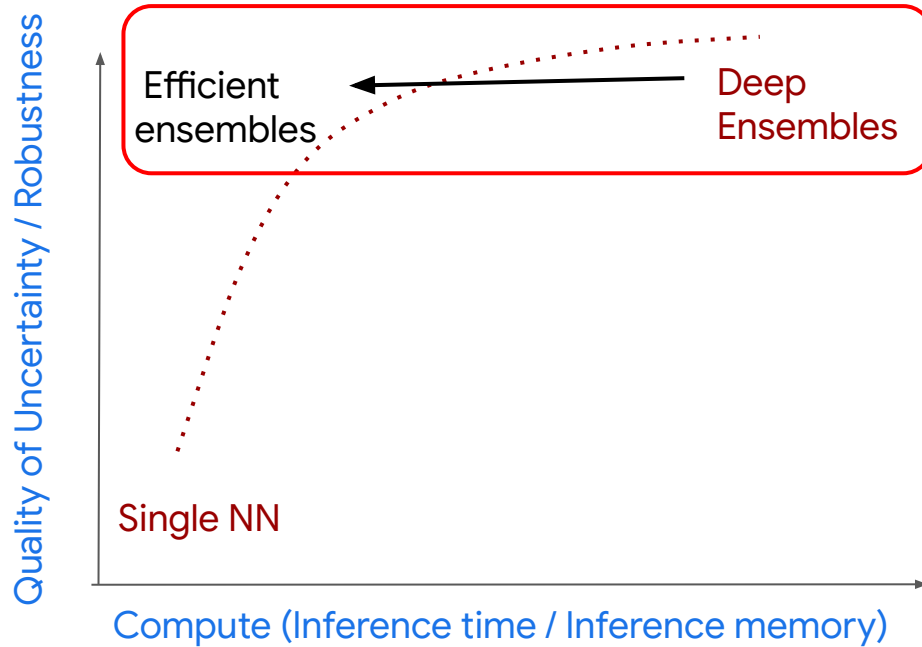 Quality of Uncertainty / Robustness
Efficient
ensembles
Deep
Ensembles
Single NN
Compute (Inference time / Inference memory)